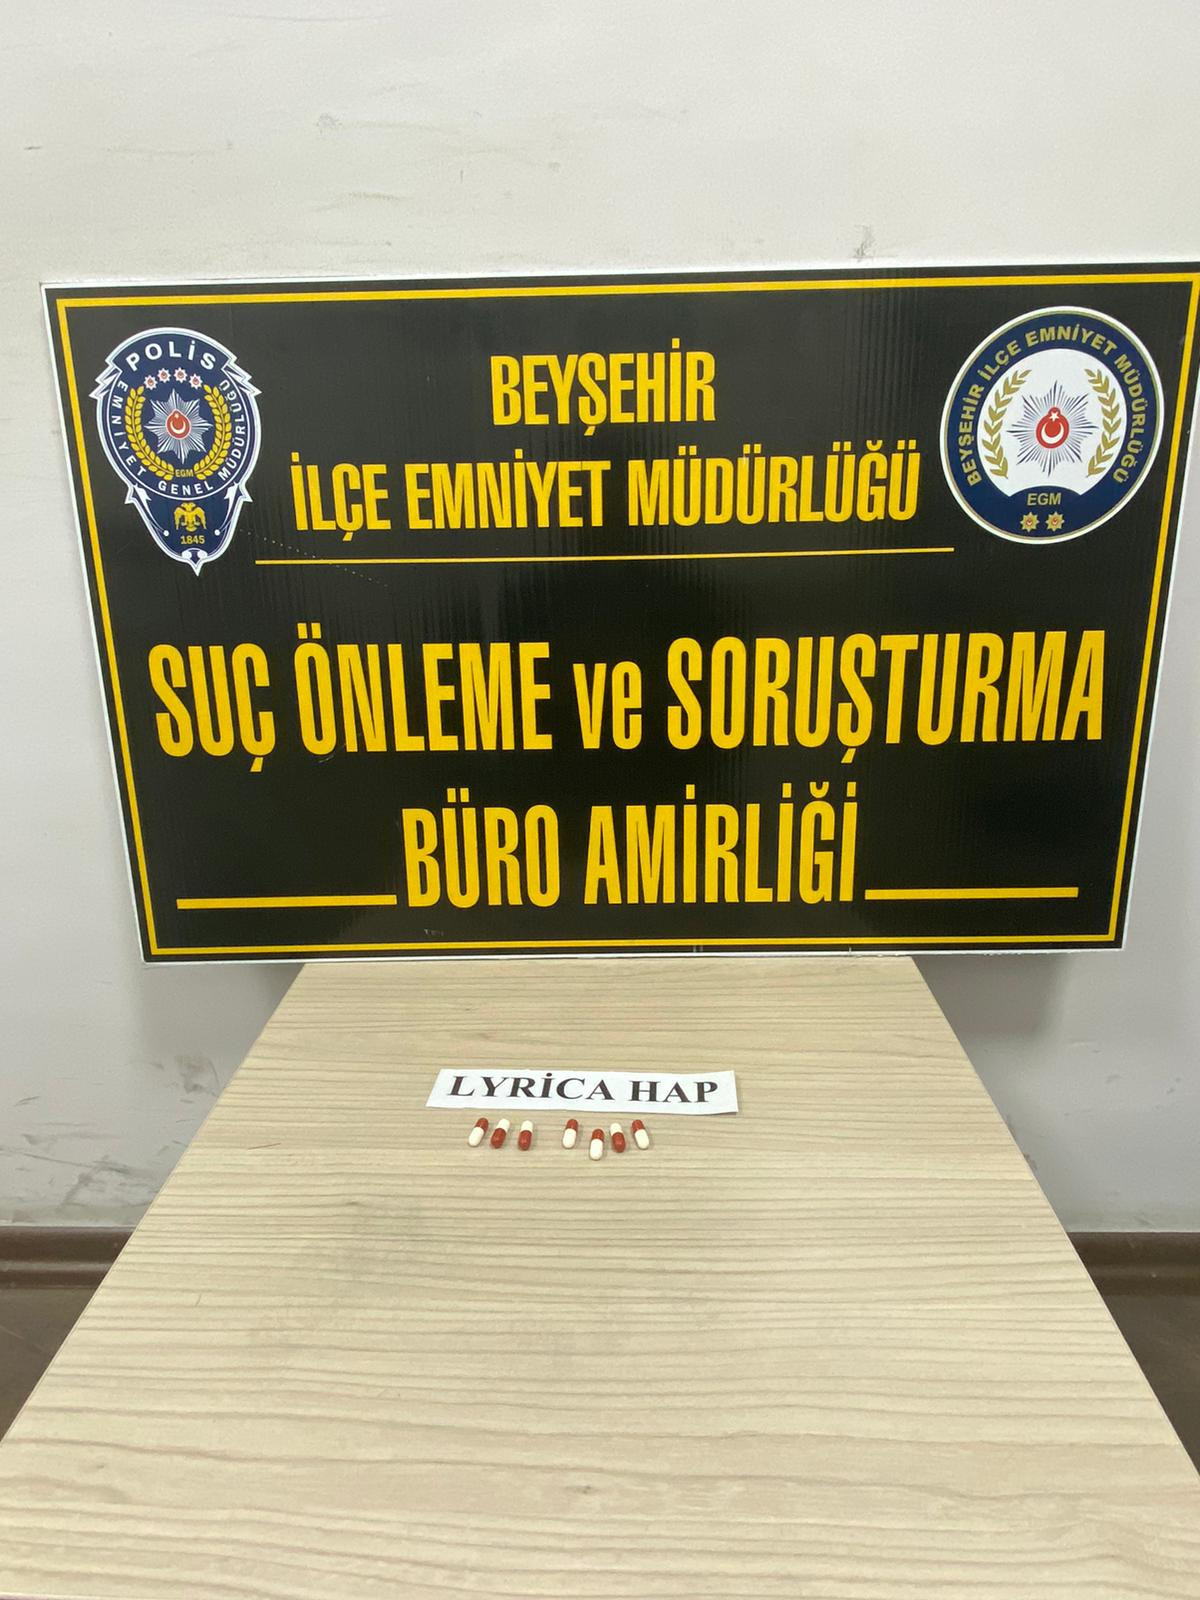 POLİS
EMNİYET GENEL MÜDÜRLÜĞÜ
EGM
1845
BEYŞEHİR
İLÇE EMNİYET MÜDÜRLÜĞÜ
BEYŞEHİR İLÇE EMNİYET MÜDÜRLÜĞÜ
EGM
SUÇ ÖNLEME ve SORUŞTURMA
BÜRO AMİRLİĞİ
LYRİCA HAP